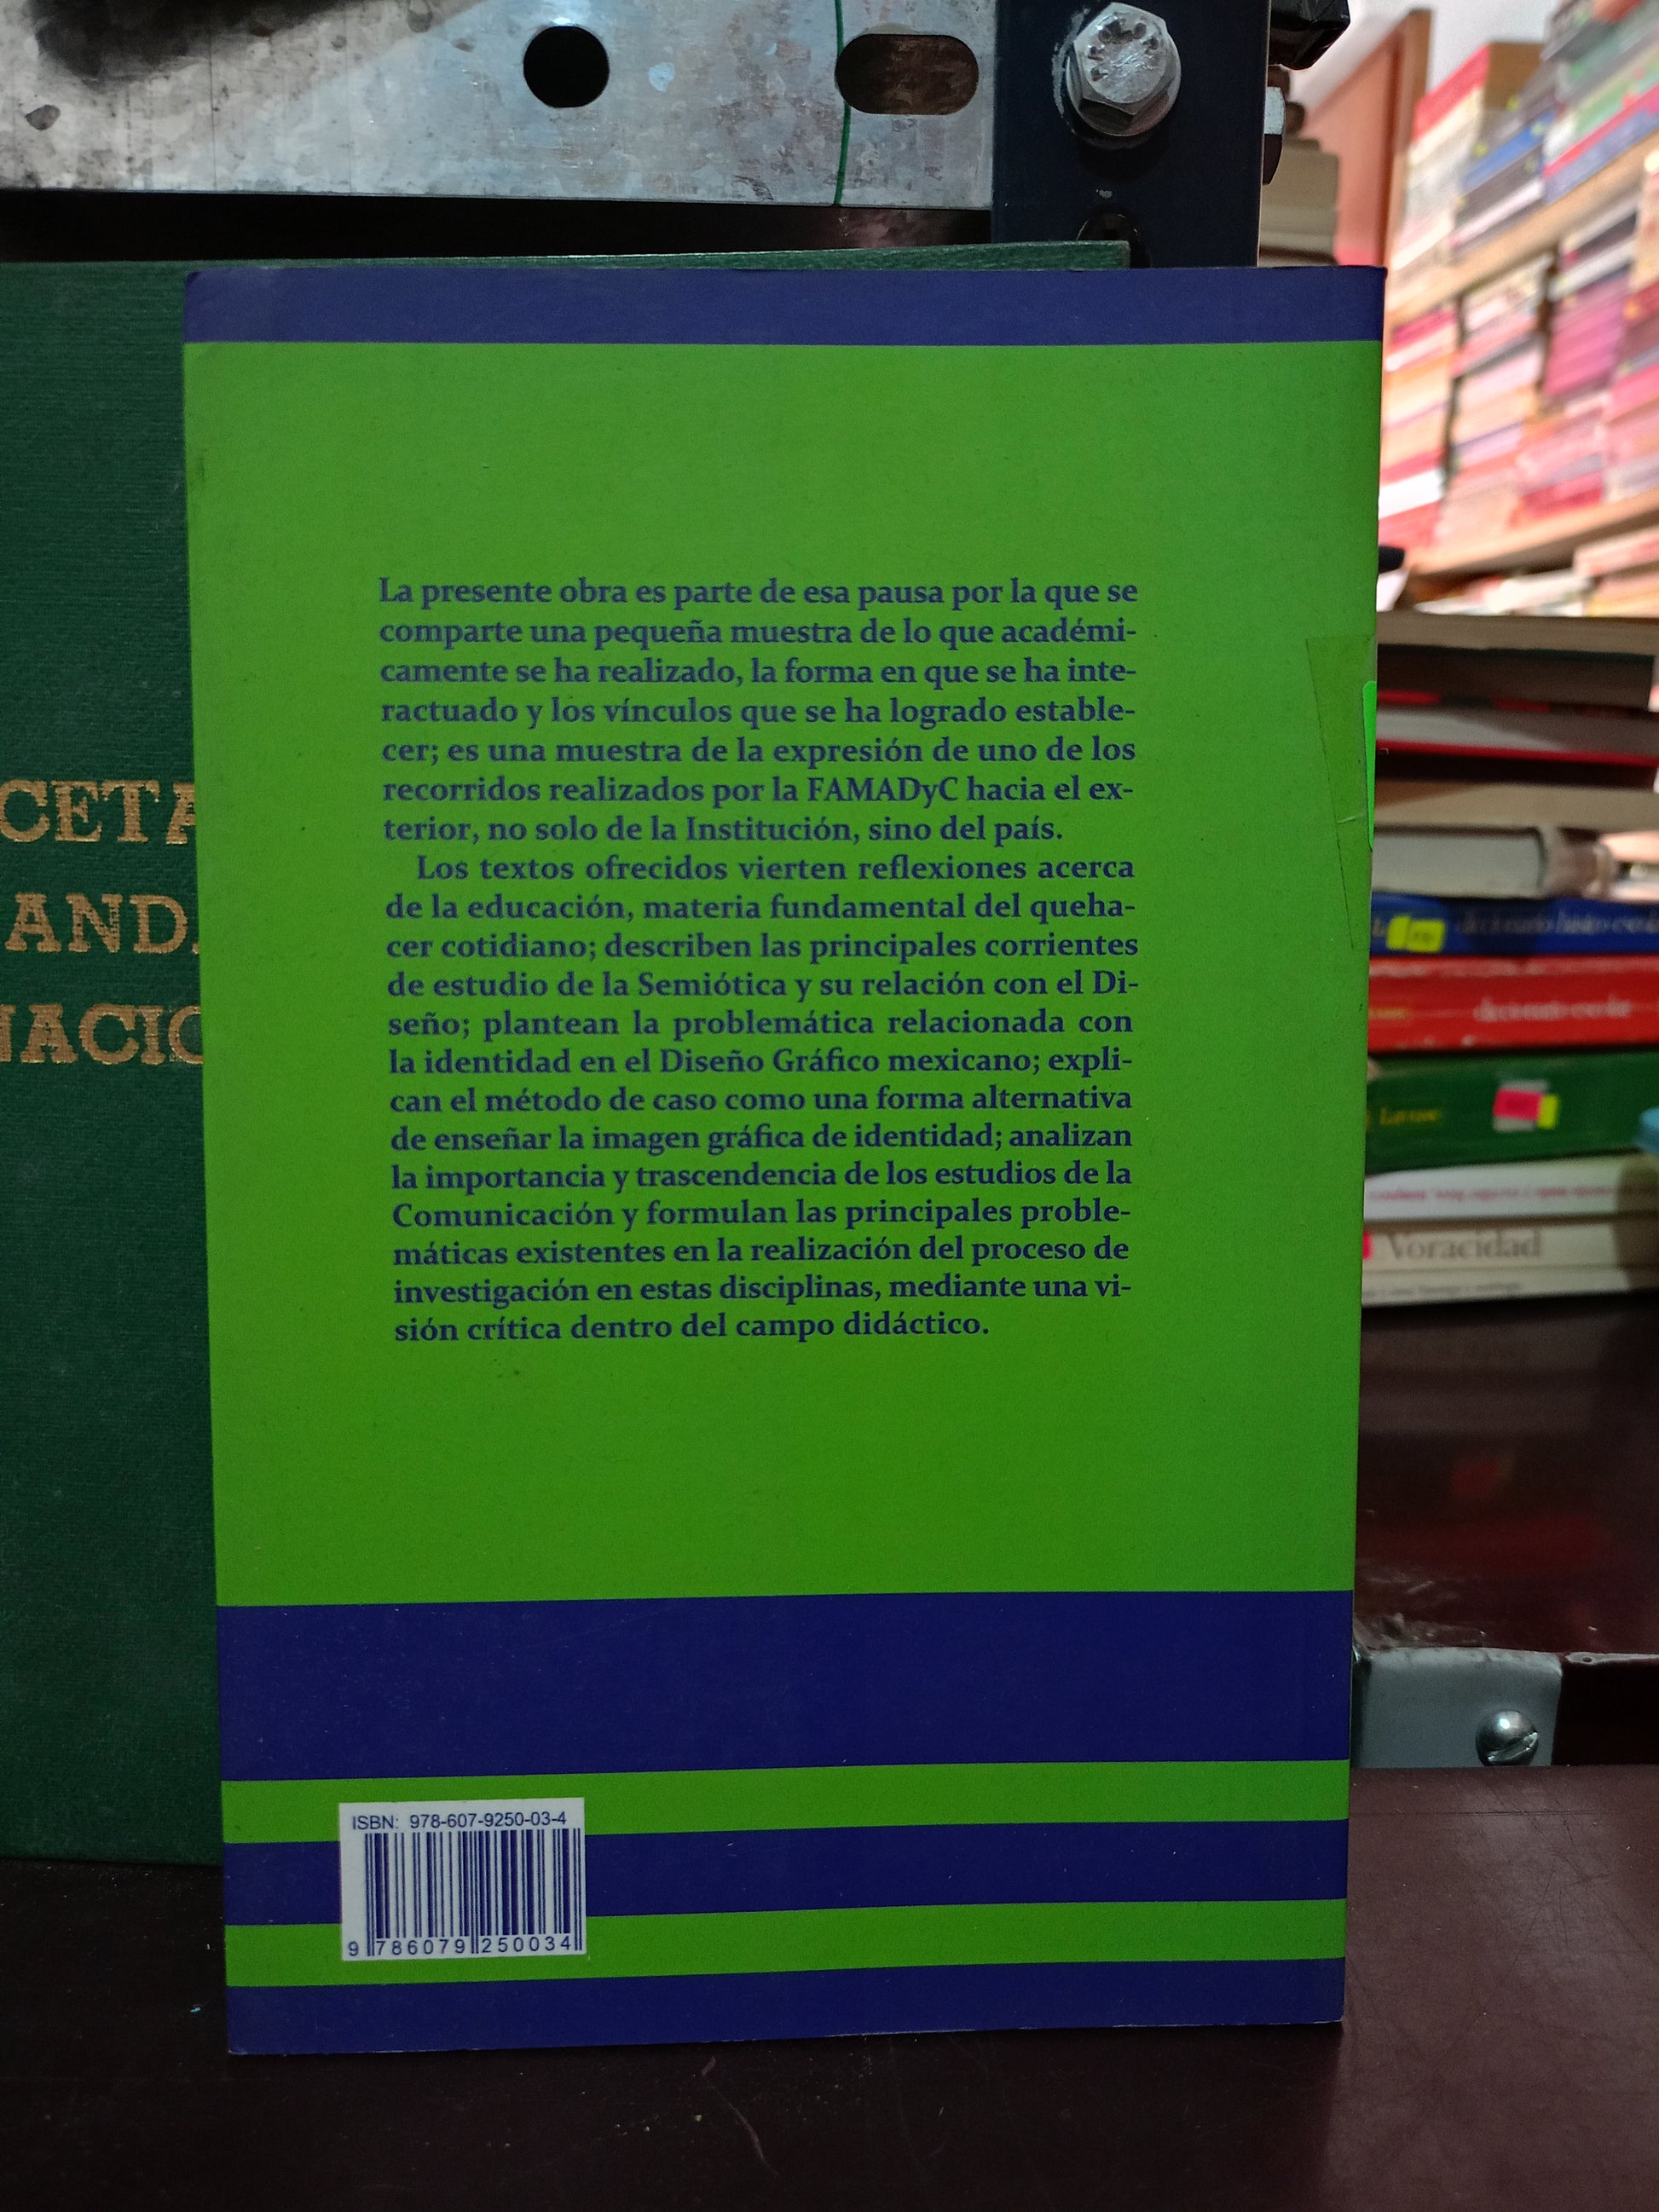 La presente obra es parte de esa pausa por la que se
comparte una pequeña muestra de lo que académi-
camente se ha realizado, la forma en que se ha inte-
ractuado y los vínculos que se ha logrado estable-
cer; es una muestra de la expresión de uno de los
recorridos realizados por la FAMADyC hacia el ex-
terior, no solo de la Institución, sino del país.
Los textos ofrecidos vierten reflexiones acerca
de la educación, materia fundamental del queha-
cer cotidiano; describen las principales corrientes
de estudio de la Semiótica y su relación con el Di-
seño; plantean la problemática relacionada con
la identidad en el Diseño Gráfico mexicano; expli-
can el método de caso como una forma alternativa
de enseñar la imagen gráfica de identidad; analizan
la importancia y trascendencia de los estudios de la
Comunicación y formulan las principales proble-
máticas existentes en la realización del proceso de
investigación en estas disciplinas, mediante una vi-
sión crítica dentro del campo didáctico.
ISBN: 978-607-9250-03-4
9 786079 250034
CETA
AND
NACIO
Voracidad